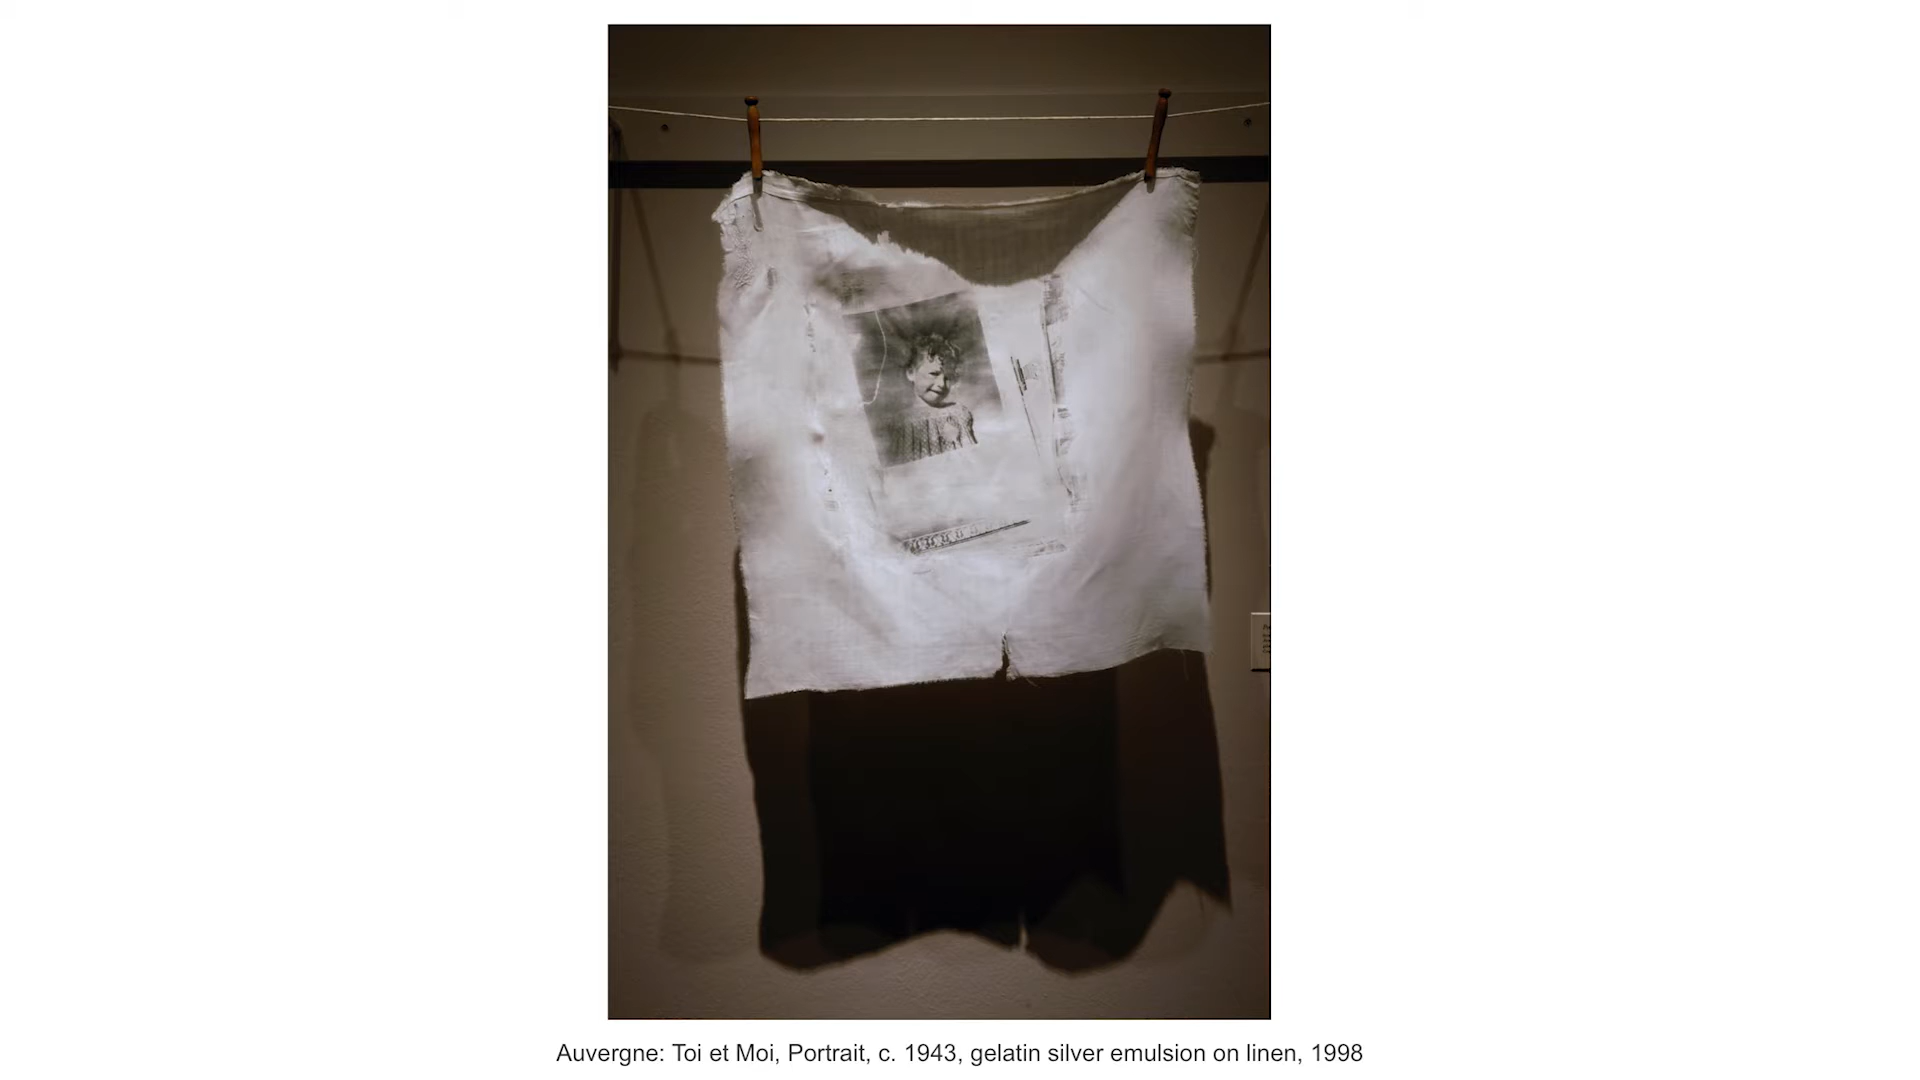 Auvergne: Toi et Moi, Portrait, c. 1943, gelatin silver emulsion on linen, 1998